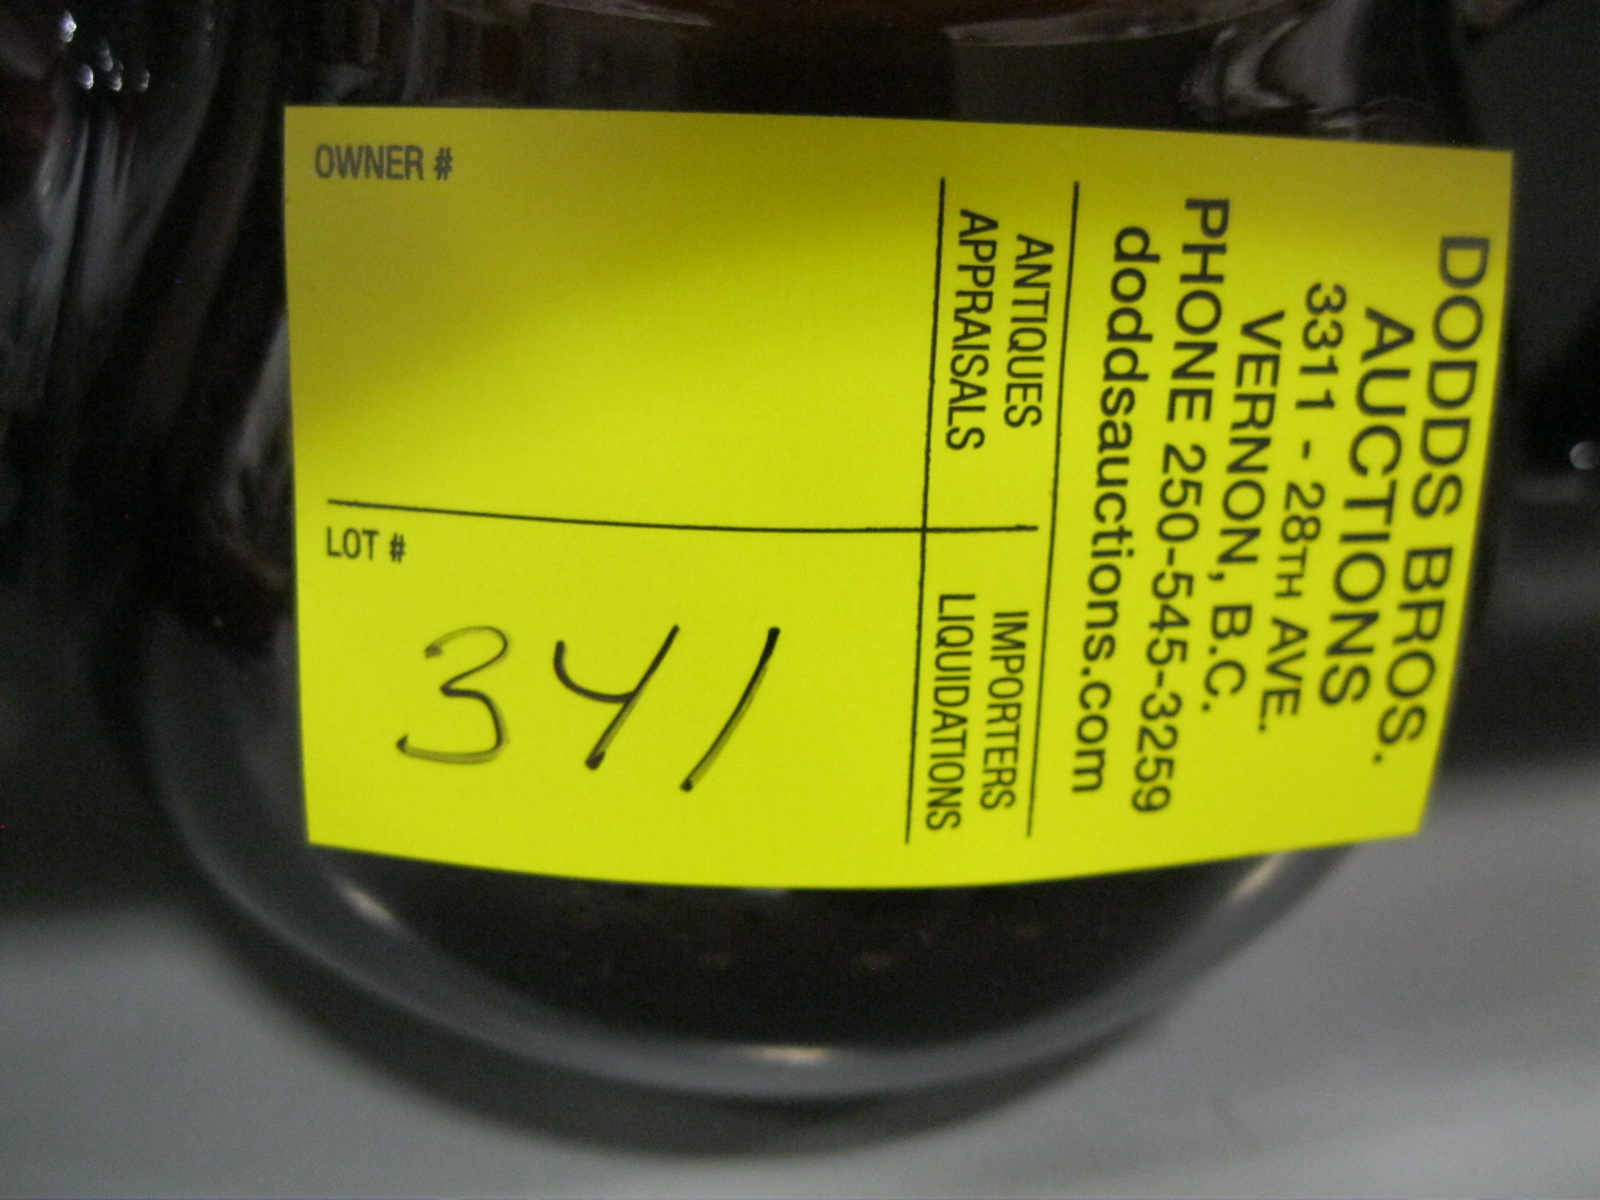 DODDS BROS.
AUCTIONS
3311 - 28TH AVE.
VERNON, B.C.
PHONE 250-545-3259
doddsauctions.com
ANTIQUES
APPRAISALS
IMPORTERS
LIQUIDATIONS
OWNER #
LOT #
341